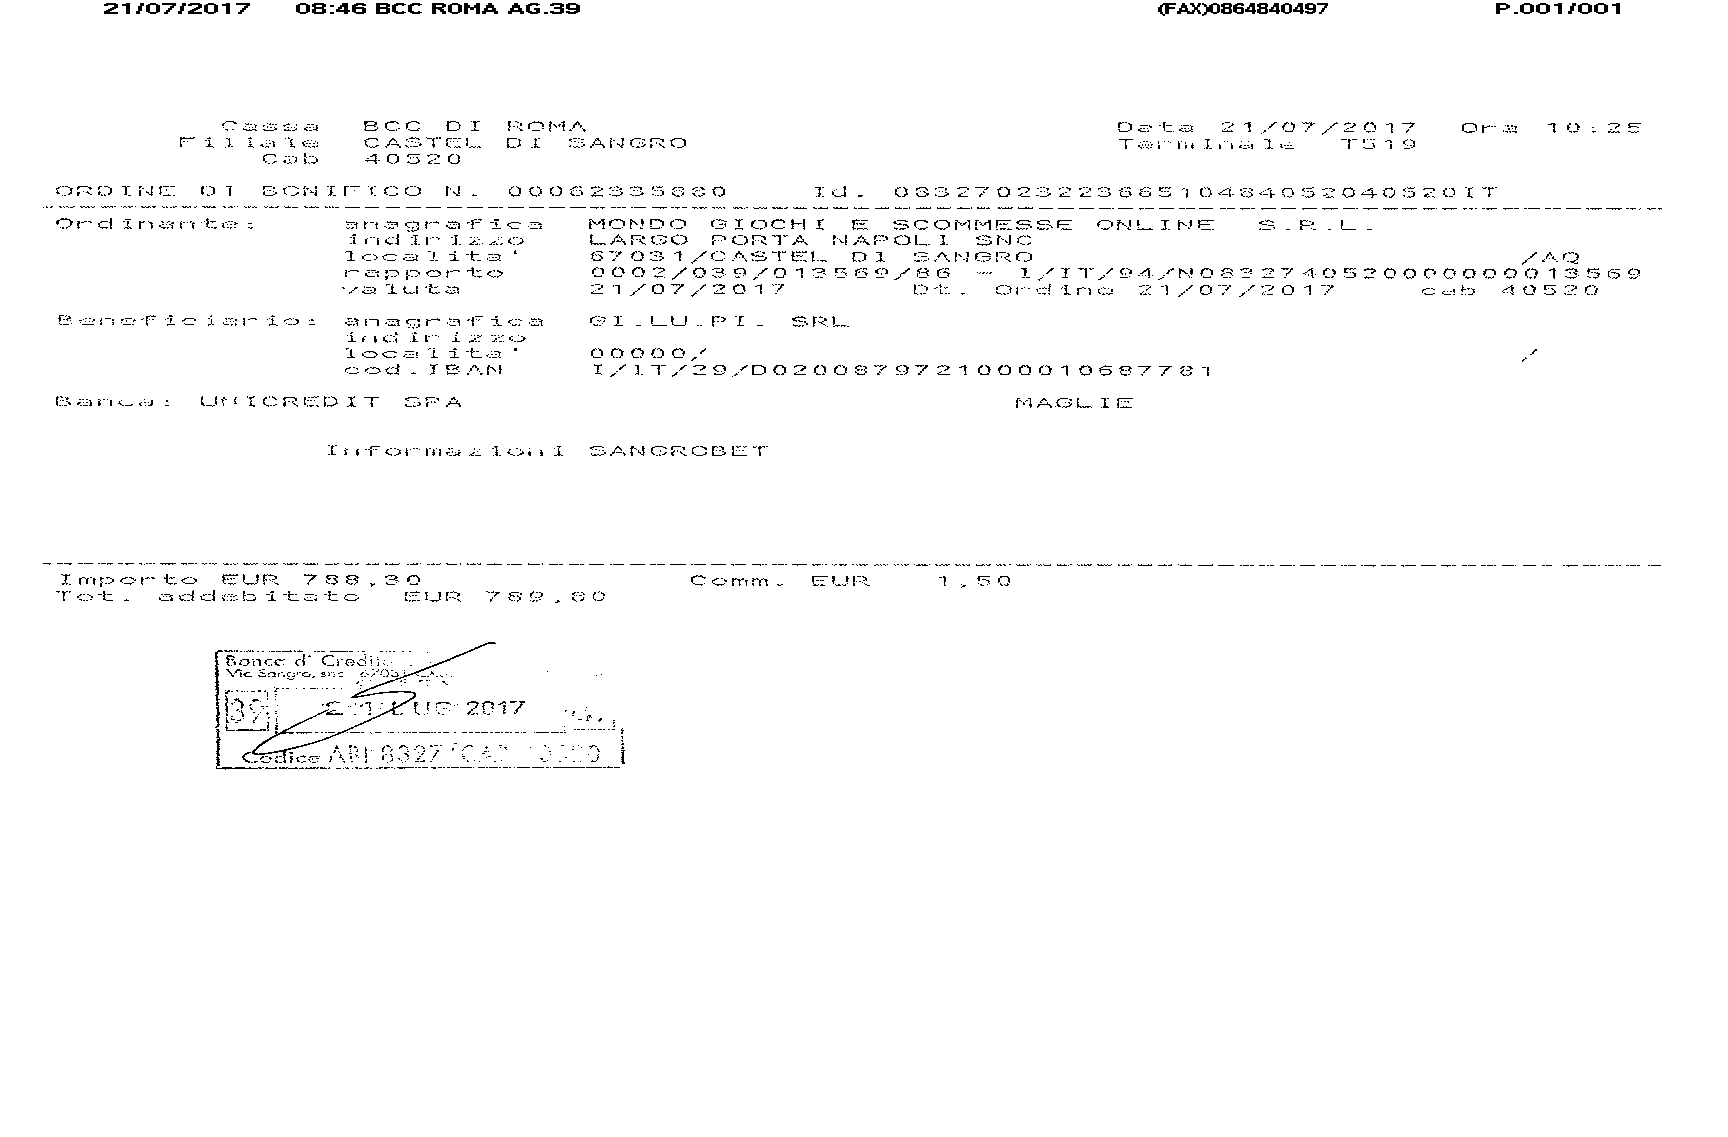 21/07/2017 08:46 BCC ROMA AG.39 (FAX)0864840497 P.001/001
Cassa BCC DI ROMA Data 21/07/2017 Ora 10:25
Filiale CASTEL DI SANGRO Terminale T519
Cab 40520
ORDINE DI BONIFICO N. 00062335880 Id. 0832702322366510484052040520IT
Ordinante: anagrafica MONDO GIOCHI E SCOMMESSE ONLINE S.R.L.
indirizzo LARGO PORTA NAPOLI SNC
localita' 67031/CASTEL DI SANGRO /AQ
rapporto 0002/039/013569/86 - I/IT/94/N0832740520000000013569
valuta 21/07/2017 Dt. Ordine 21/07/2017 cab 40520
Beneficiario: anagrafica GI.LU.PI. SRL
indirizzo
localita' 00000/ /
cod.IBAN I/IT/29/D0200879721000010687781
Banca: UNICREDIT SPA MAGLIE
Informazioni SANGROBET
Importo EUR 788,30 Comm. EUR 1,50
Tot. addebitato EUR 789,80
Banca di Credito
Via Sangro, snc
39 21 LUG 2017
Codice ABI 8327 CAB